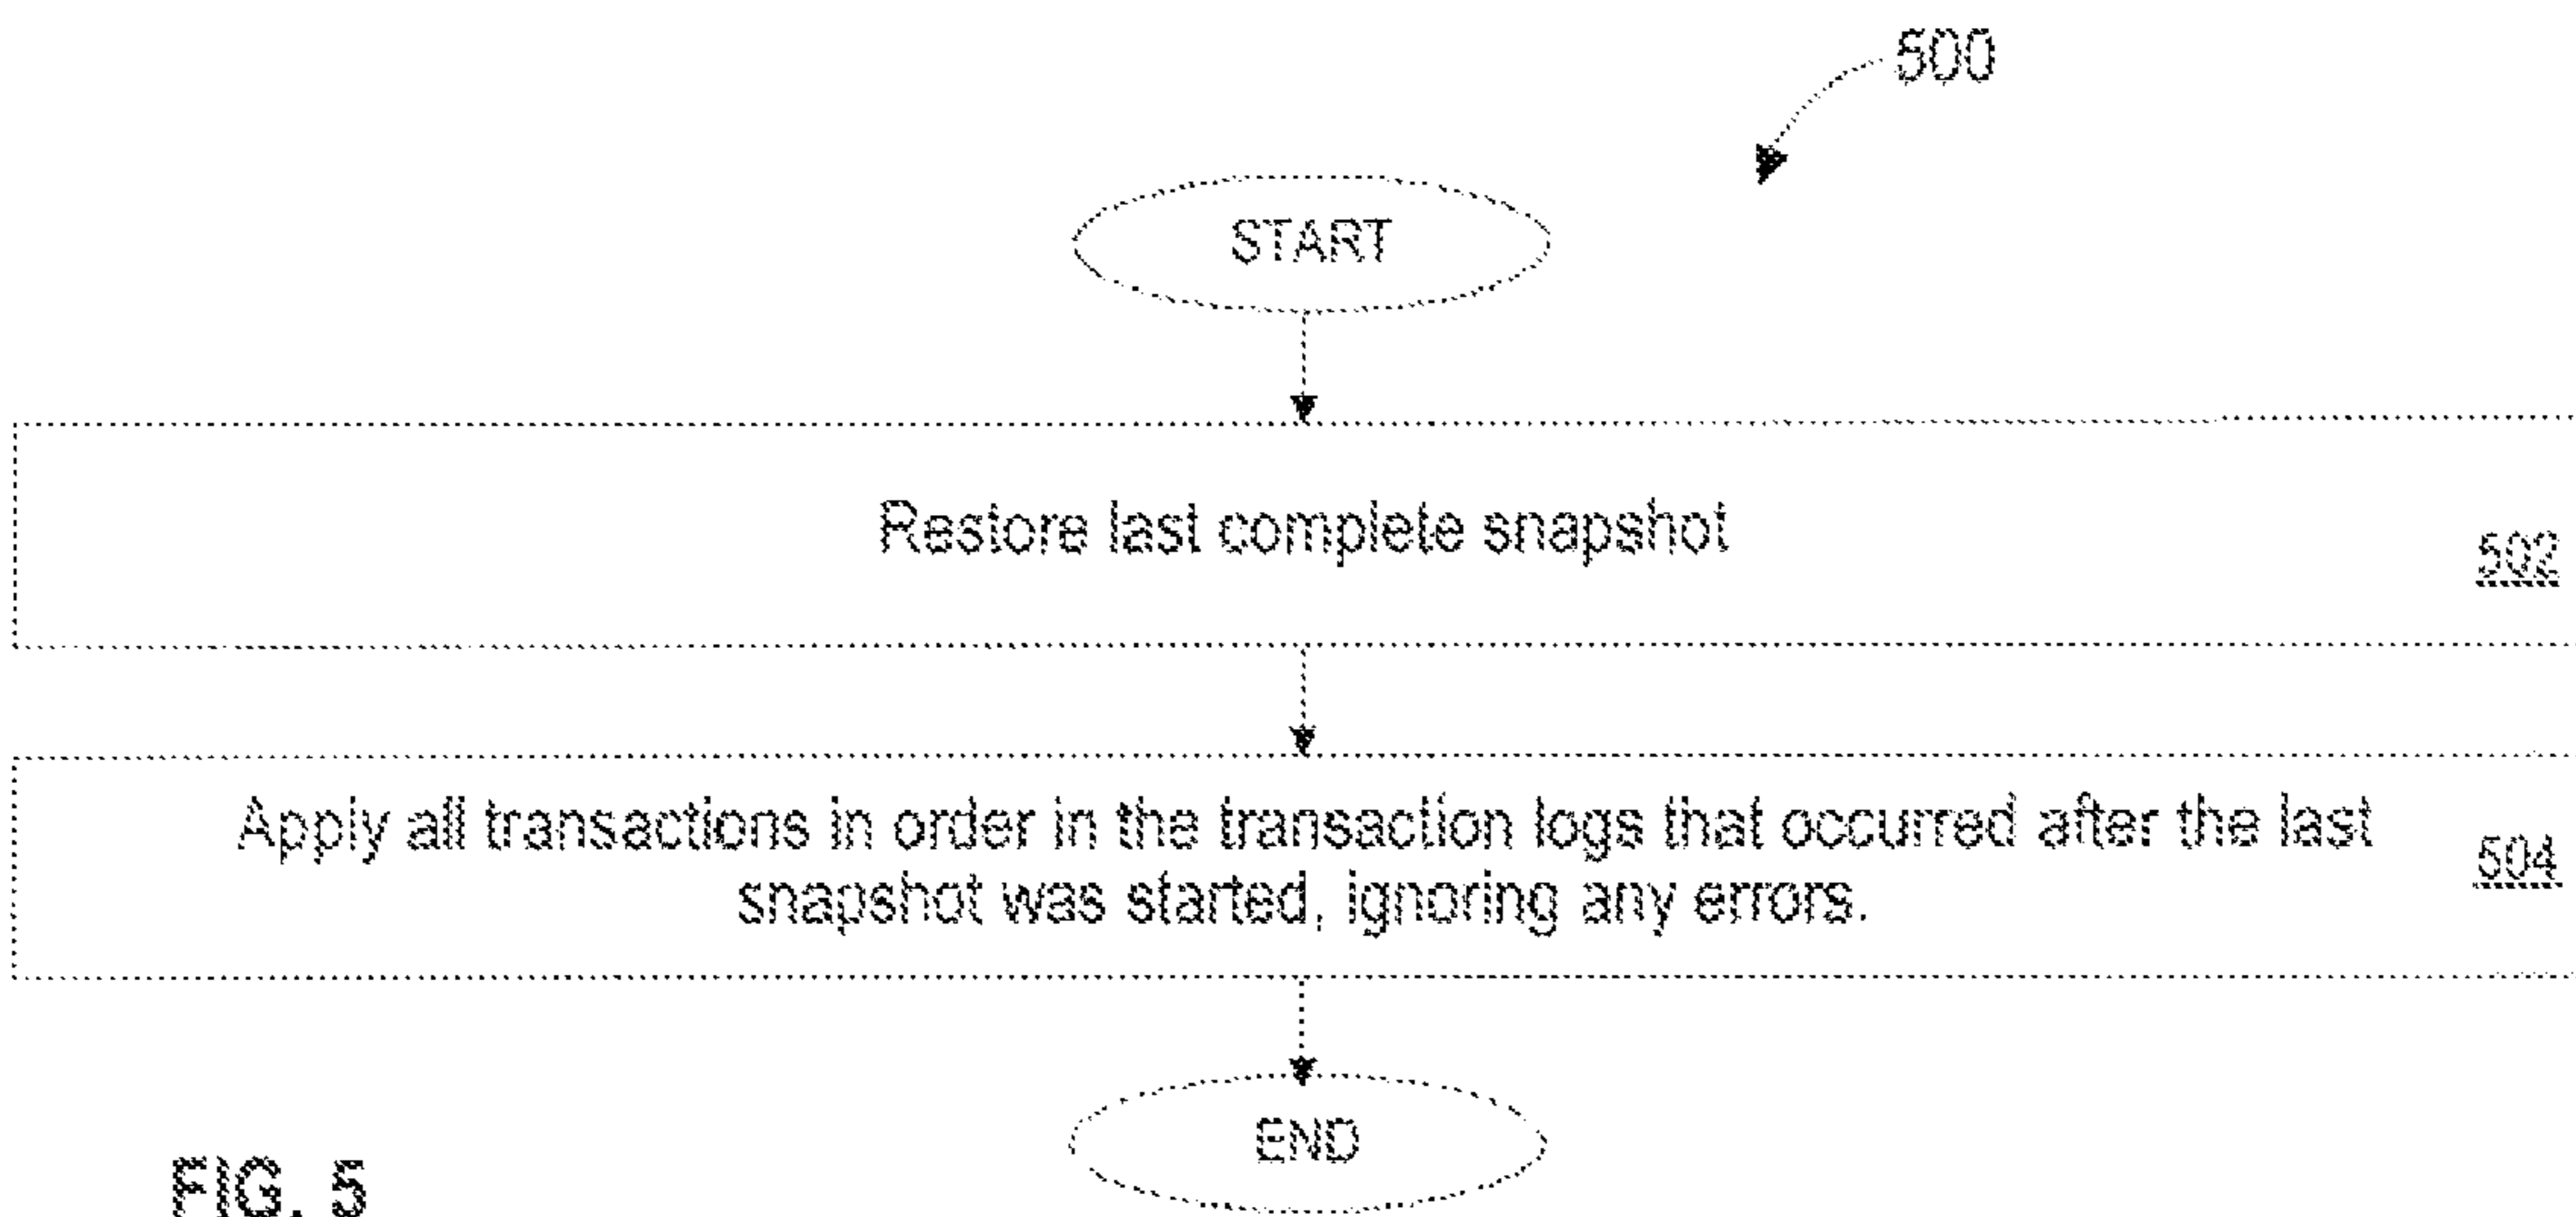 500
START
Restore last complete snapshot
502
Apply all transactions in order in the transaction logs that occurred after the last
snapshot was started, ignoring any errors.
504
END
FIG. 5